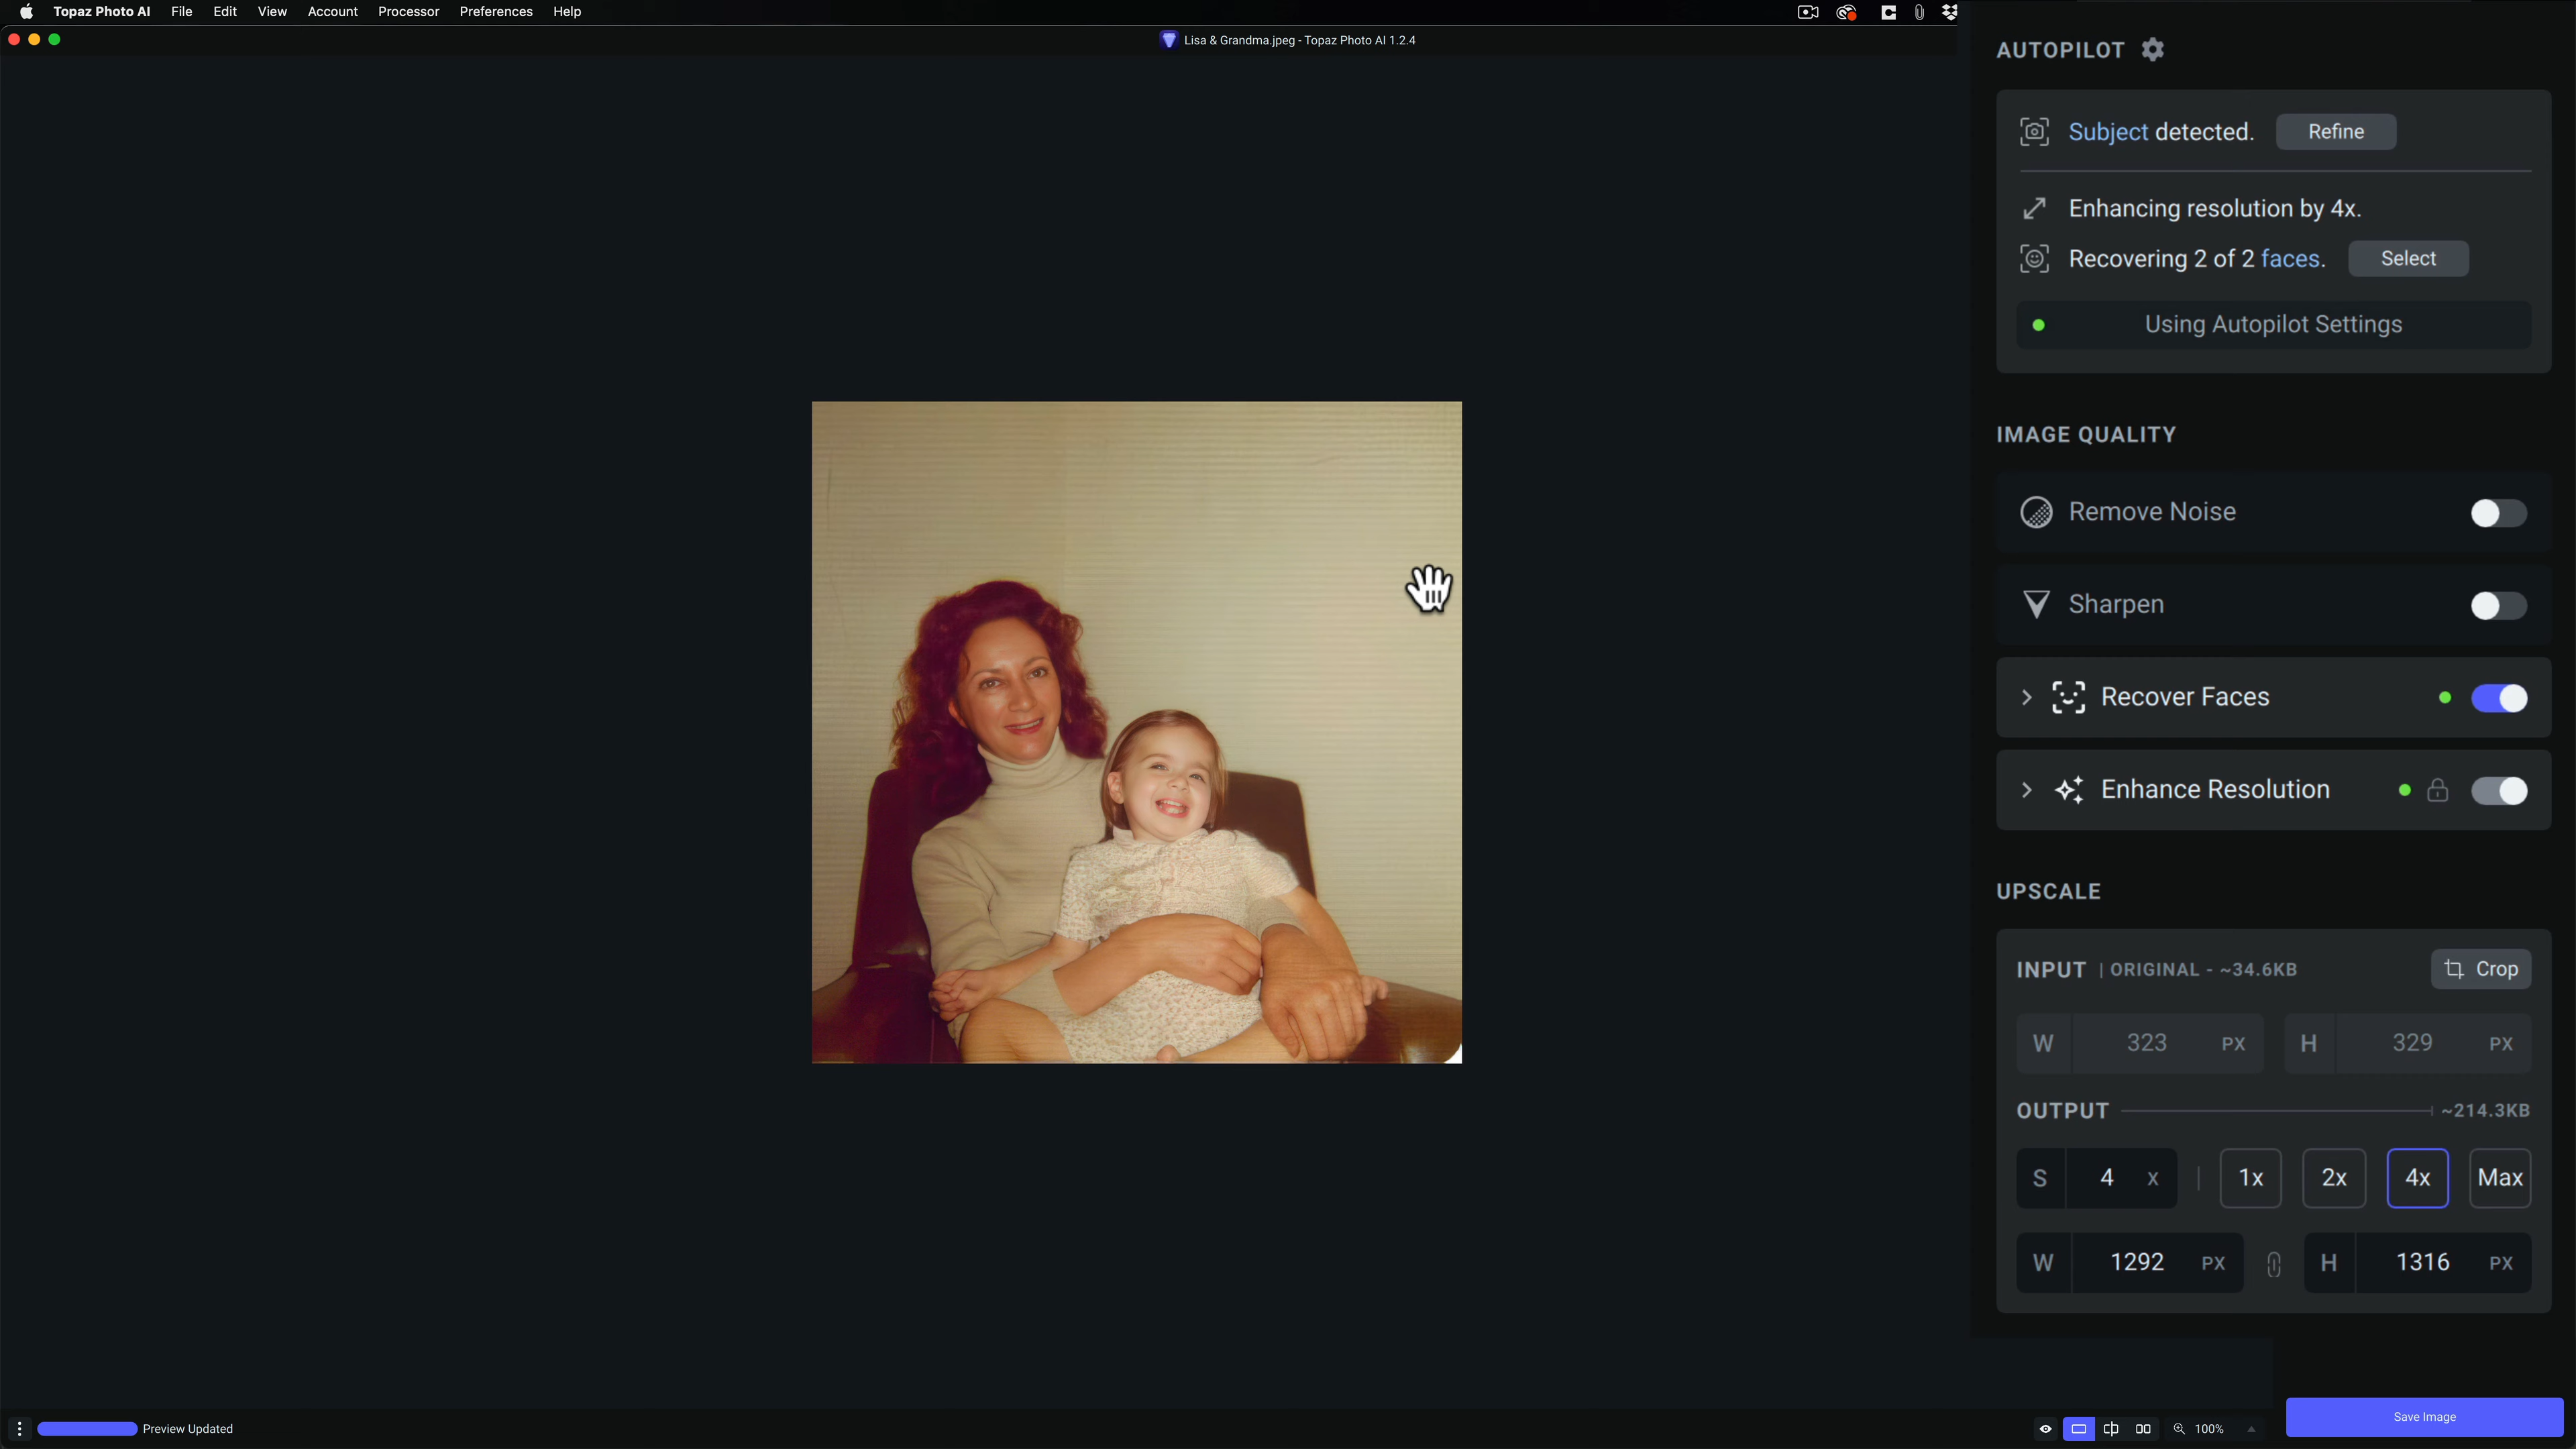 Topaz Photo AI File Edit View Account Processor Preferences Help
Lisa & Grandma.jpeg - Topaz Photo AI 1.2.4
AUTOPILOT
Subject detected. Refine
Enhancing resolution by 4x.
Recovering 2 of 2 faces. Select
Using Autopilot Settings
IMAGE QUALITY
Remove Noise
Sharpen
Recover Faces
Enhance Resolution
UPSCALE
INPUT | ORIGINAL - ~34.6KB Crop
W 323 PX H 329 PX
OUTPUT ~214.3KB
S 4 x 1x 2x 4x Max
W 1292 PX H 1316 PX
Preview Updated 100% Save Image